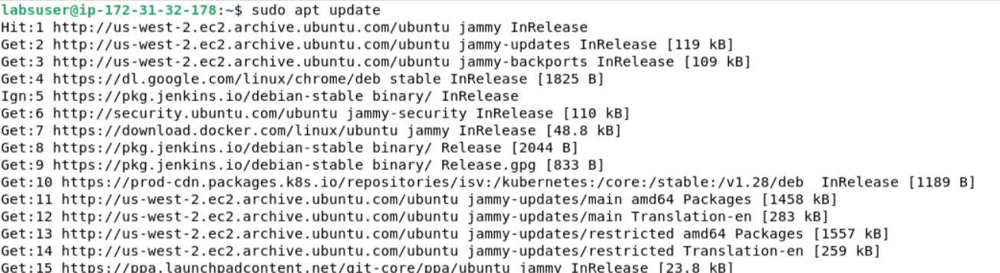 labsuser@ip-172-31-32-178:~$ sudo apt update
Hit:1 http://us-west-2.ec2.archive.ubuntu.com/ubuntu jammy InRelease
Get:2 http://us-west-2.ec2.archive.ubuntu.com/ubuntu jammy-updates InRelease [119 kB]
Get:3 http://us-west-2.ec2.archive.ubuntu.com/ubuntu jammy-backports InRelease [109 kB]
Get:4 https://dl.google.com/linux/chrome/deb stable InRelease [1825 B]
Ign:5 https://pkg.jenkins.io/debian-stable binary/ InRelease
Get:6 http://security.ubuntu.com/ubuntu jammy-security InRelease [110 kB]
Get:7 https://download.docker.com/linux/ubuntu jammy InRelease [48.8 kB]
Get:8 https://pkg.jenkins.io/debian-stable binary/ Release [2044 B]
Get:9 https://pkg.jenkins.io/debian-stable binary/ Release.gpg [833 B]
Get:10 https://prod-cdn.packages.k8s.io/repositories/isv:/kubernetes:/core:/stable:/v1.28/deb  InRelease [1189 B]
Get:11 http://us-west-2.ec2.archive.ubuntu.com/ubuntu jammy-updates/main amd64 Packages [1458 kB]
Get:12 http://us-west-2.ec2.archive.ubuntu.com/ubuntu jammy-updates/main Translation-en [283 kB]
Get:13 http://us-west-2.ec2.archive.ubuntu.com/ubuntu jammy-updates/restricted amd64 Packages [1557 kB]
Get:14 http://us-west-2.ec2.archive.ubuntu.com/ubuntu jammy-updates/restricted Translation-en [259 kB]
Get:15 https://ppa.launchpadcontent.net/git-core/ppa/ubuntu jammy InRelease [23.8 kB]